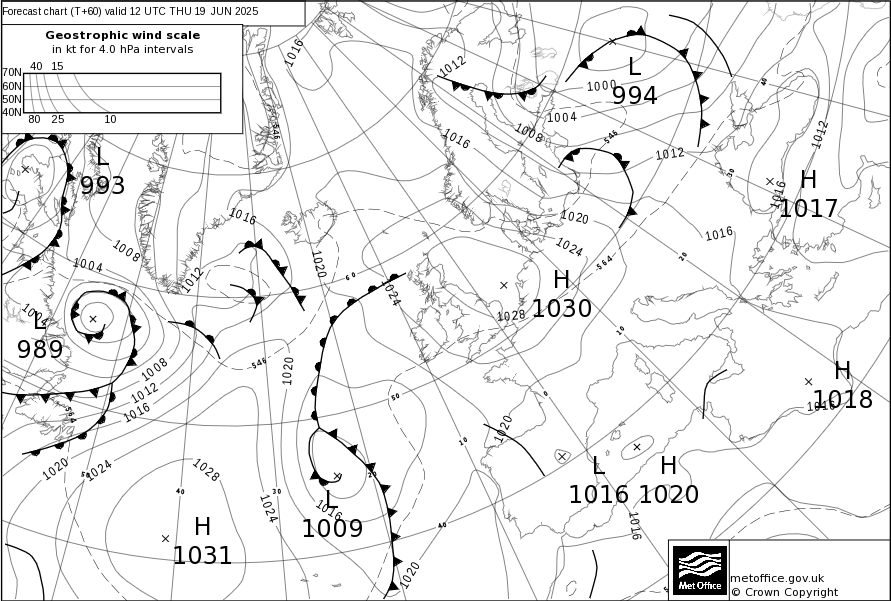 Forecast chart (T+60) valid 12 UTC THU 19 JUN 2025
Geostrophic wind scale
in kt for 4.0 hPa intervals
40 15
70N
60N
50N
40N
80 25 10
1016
546
1012
L
994
1000
1004
1008
546
1012
1016
40
1012
30
H
1017
1016
1016
L
993
1008
1004
1012
1016
1020
60
1024
1020
1024
564
20
H
1030
1028
10
L
989
1004
1008
1012
1016
564
546
1020
50
0
H
1018
1016
1020
10
1020
1024
50
1028
40
30
1024
H
1031
20
L
1009
1016
40
1020
L
1016
H
1020
1016
Met Office
metoffice.gov.uk
© Crown Copyright